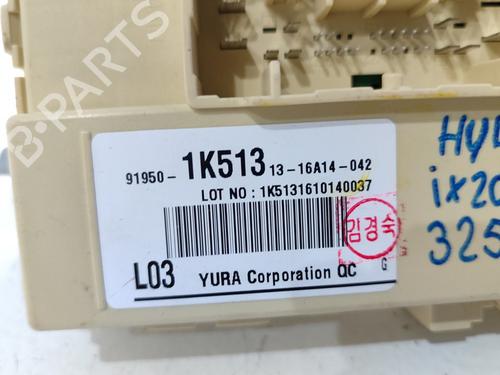 B-PARTS
91950- 1K513 13-16A14-042
LOT NO : 1K5131610140037
김경숙
L03 YURA Corporation QC G
ix20
325